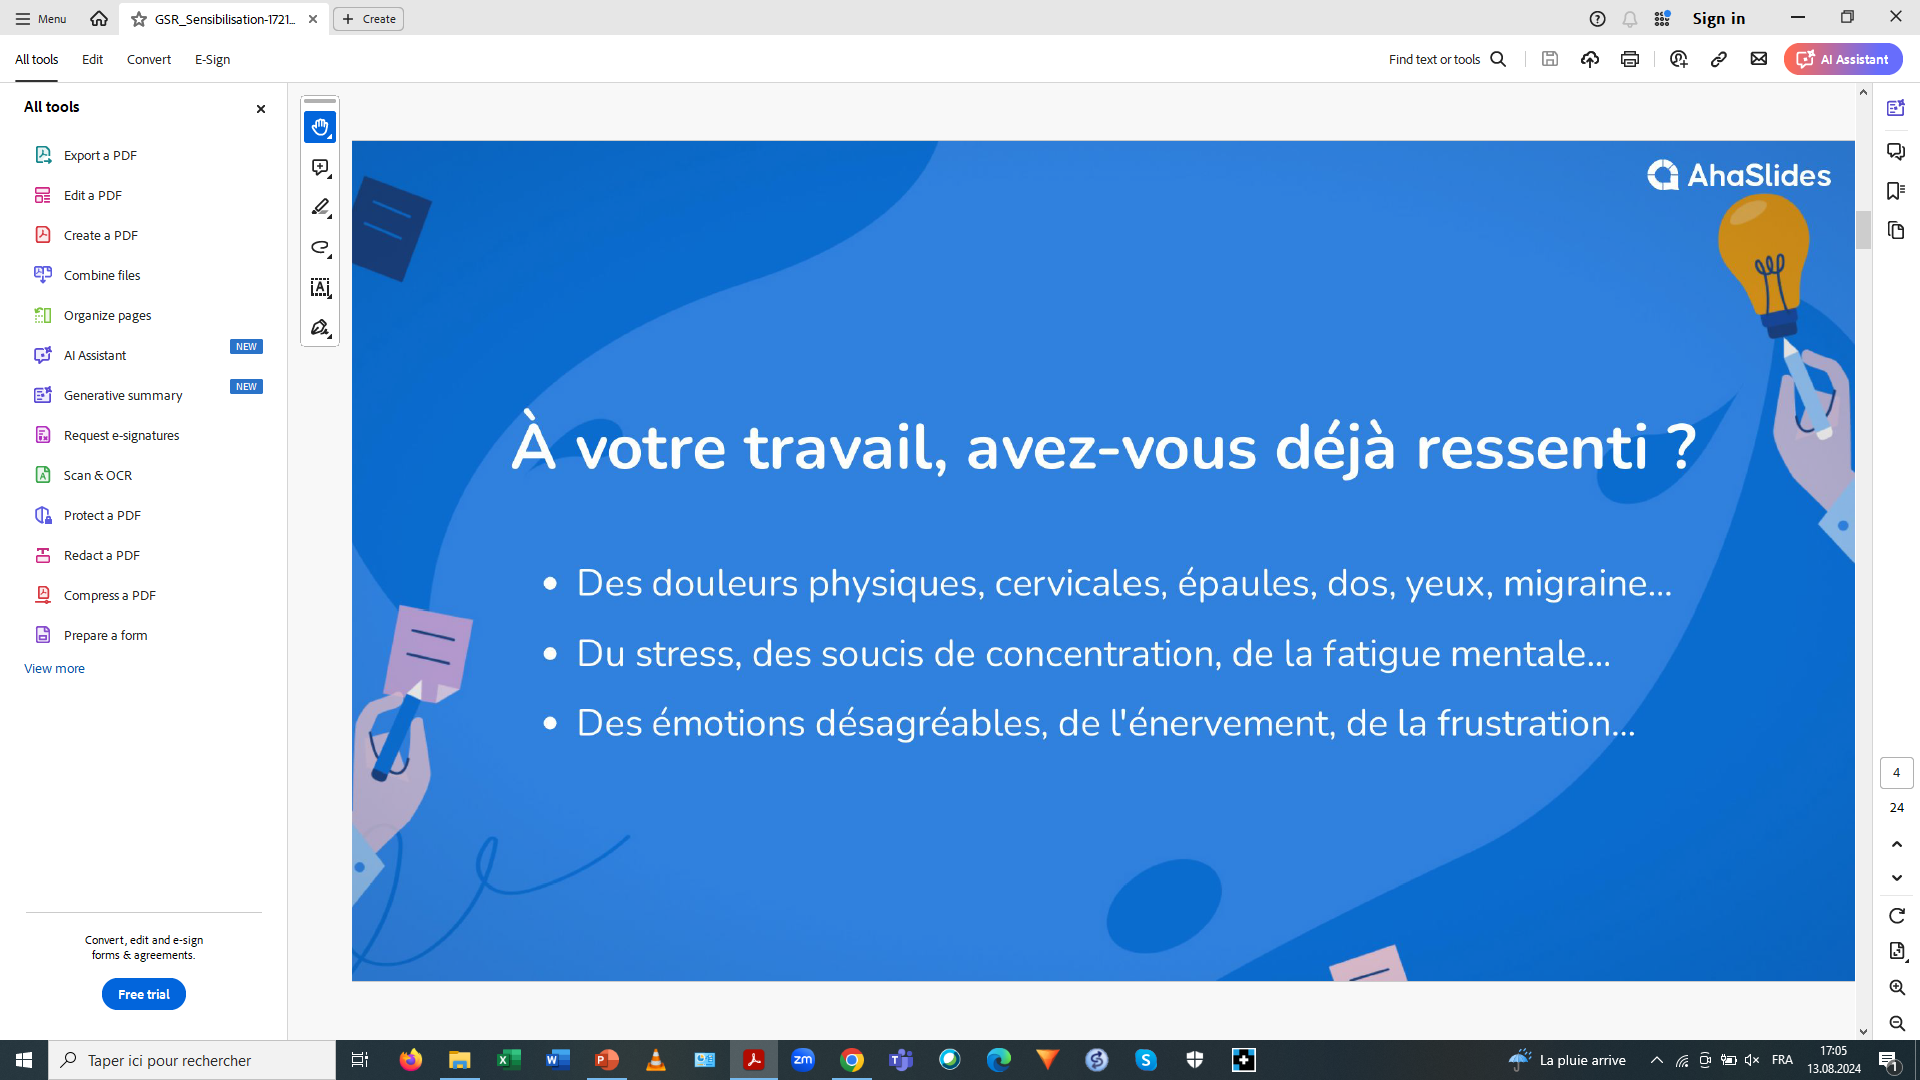 Menu
GSR_Sensibilisation-1721...
Create
Sign in
All tools
Edit
Convert
E-Sign
Find text or tools
AI Assistant
All tools
Export a PDF
Edit a PDF
Create a PDF
Combine files
Organize pages
AI Assistant
NEW
Generative summary
NEW
Request e-signatures
Scan & OCR
Protect a PDF
Redact a PDF
Compress a PDF
Prepare a form
View more
Convert, edit and e-sign
forms & agreements.
Free trial
AhaSlides
À votre travail, avez-vous déjà ressenti ?
• Des douleurs physiques, cervicales, épaules, dos, yeux, migraine...
• Du stress, des soucis de concentration, de la fatigue mentale...
• Des émotions désagréables, de l'énervement, de la frustration...
4
24
Taper ici pour rechercher
zm
La pluie arrive
FRA
17:05
13.08.2024
1